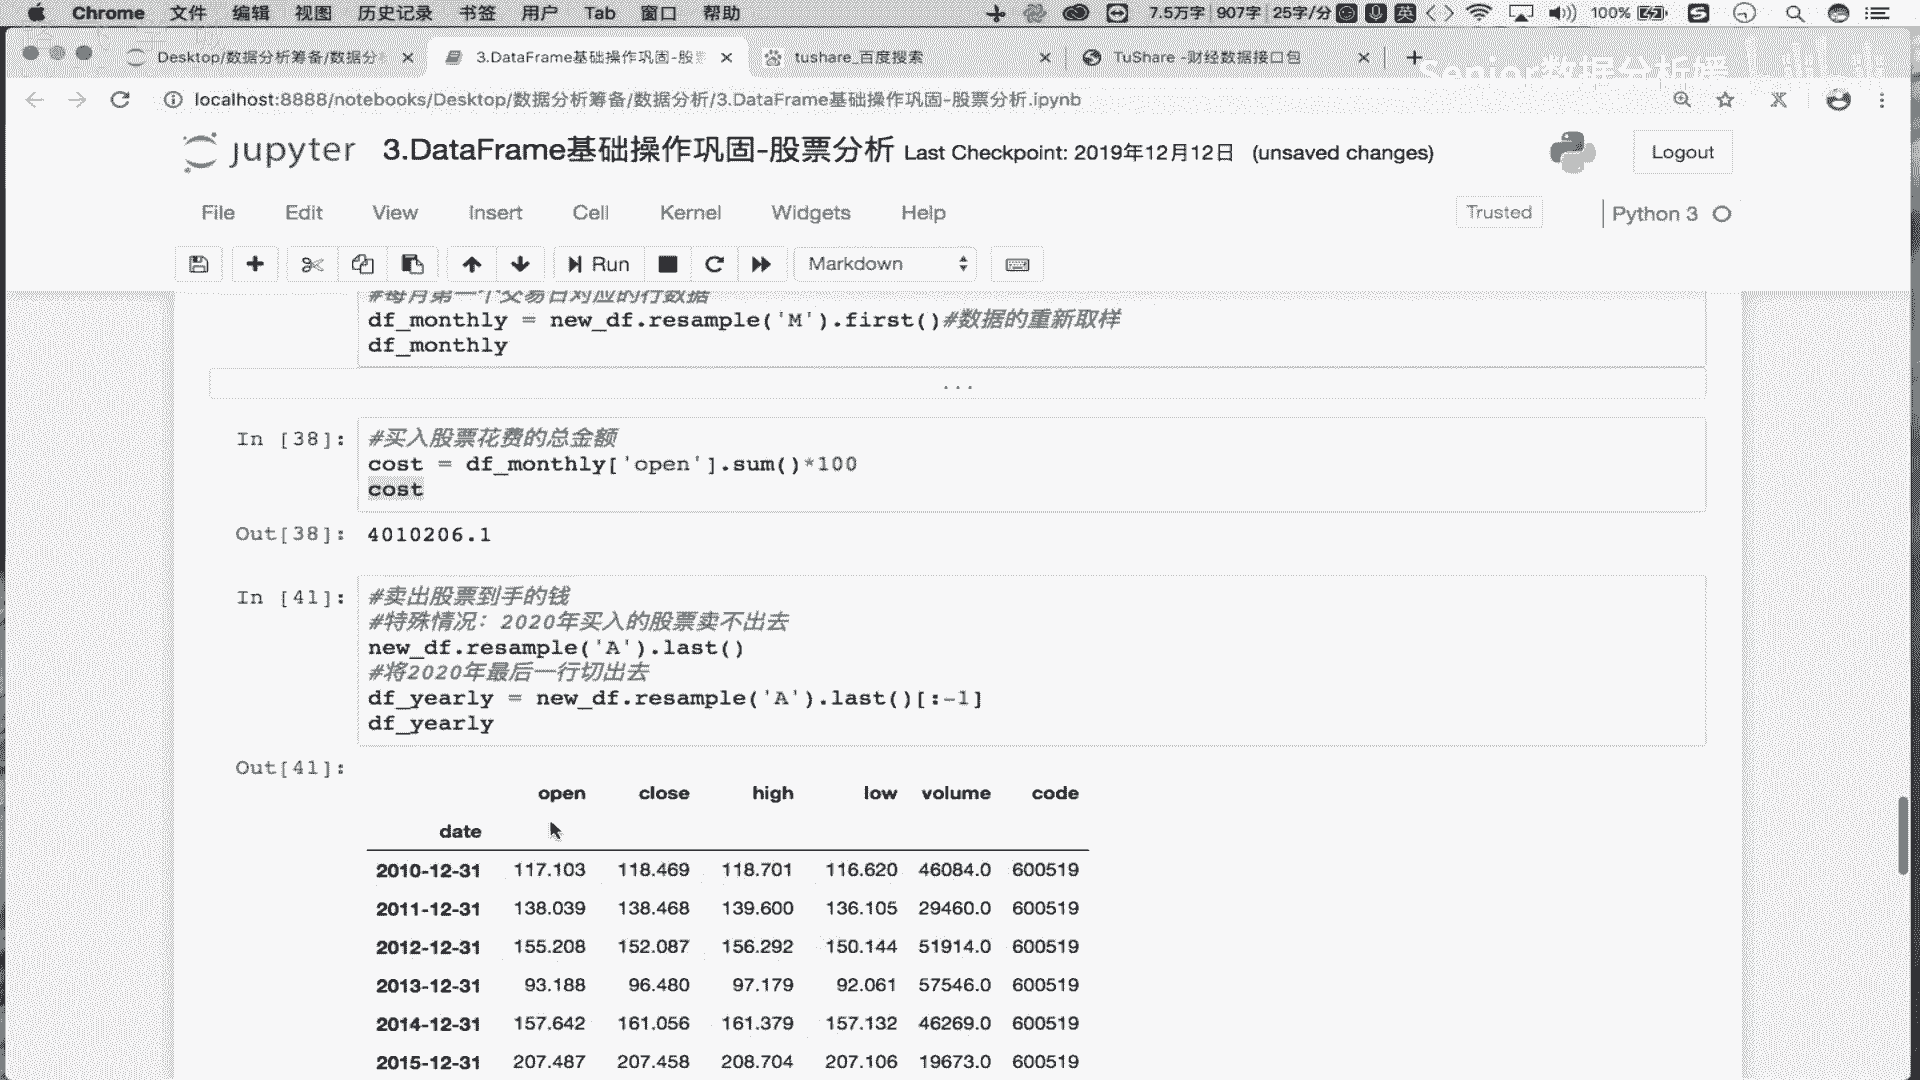 Chrome 文件 编辑 视图 历史记录 书签 用户 Tab 窗口 帮助 7.5万字 907字 25字/分 英 100%
Desktop/数据分析筹备/数据分 3.DataFrame基础操作巩固-股 tushare_百度搜索 TuShare -财经数据接口包
Senior数据分析媛
localhost:8888/notebooks/Desktop/数据分析筹备/数据分析/3.DataFrame基础操作巩固-股票分析.ipynb
jupyter 3.DataFrame基础操作巩固-股票分析 Last Checkpoint: 2019年12月12日 (unsaved changes) Logout
File Edit View Insert Cell Kernel Widgets Help Trusted Python 3
Run Markdown
#每月第一个交易日对应的行数据
df_monthly = new_df.resample('M').first()#数据的重新取样
df_monthly
...
In [38]: #买入股票花费的总金额
cost = df_monthly['open'].sum()*100
cost
Out[38]: 4010206.1
In [41]: #卖出股票到手的钱
#特殊情况：2020年买入的股票卖不出去
new_df.resample('A').last()
#将2020年最后一行切出去
df_yearly = new_df.resample('A').last()[:-1]
df_yearly
Out[41]:
open close high low volume code
date
2010-12-31 117.103 118.469 118.701 116.620 46084.0 600519
2011-12-31 138.039 138.468 139.600 136.105 29460.0 600519
2012-12-31 155.208 152.087 156.292 150.144 51914.0 600519
2013-12-31 93.188 96.480 97.179 92.061 57546.0 600519
2014-12-31 157.642 161.056 161.379 157.132 46269.0 600519
2015-12-31 207.487 207.458 208.704 207.106 19673.0 600519